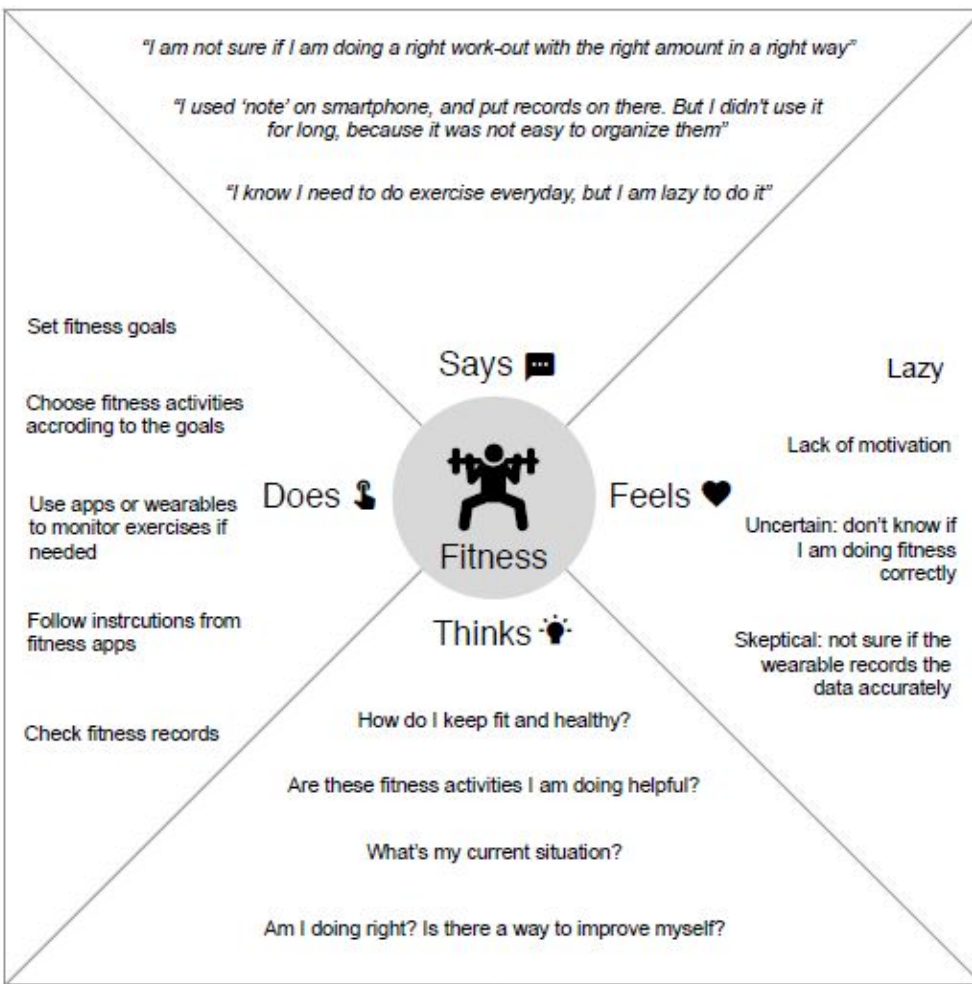 “I am not sure if I am doing a right work-out with the right amount in a right way”
“I used ‘note’ on smartphone, and put records on there. But I didn’t use it
for long, because it was not easy to organize them”
“I know I need to do exercise everyday, but I am lazy to do it”
Says
Does
Set fitness goals
Choose fitness activities
accroding to the goals
Use apps or wearables
to monitor exercises if
needed
Follow instrcutions from
fitness apps
Check fitness records
Fitness
Feels
Lazy
Lack of motivation
Uncertain: don’t know if
I am doing fitness
correctly
Skeptical: not sure if the
wearable records the
data accurately
Thinks
How do I keep fit and healthy?
Are these fitness activities I am doing helpful?
What’s my current situation?
Am I doing right? Is there a way to improve myself?